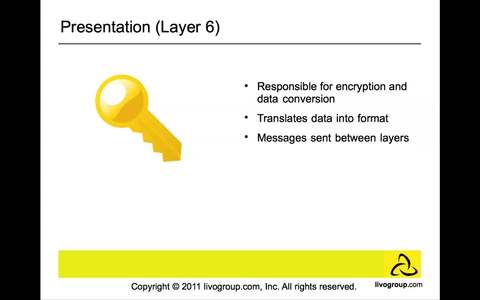 Presentation (Layer 6)
• Responsible for encryption and
data conversion
• Translates data into format
• Messages sent between layers
livogroup.com
Copyright © 2011 livogroup.com, Inc. All rights reserved.